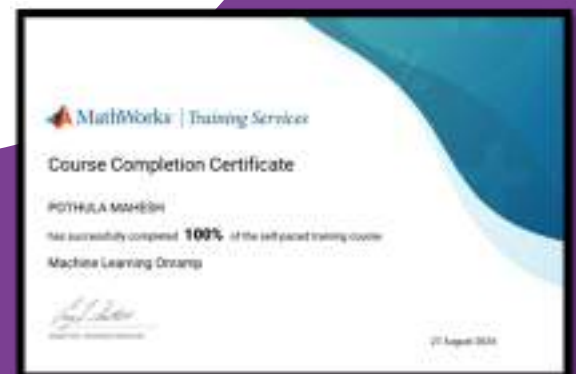 MathWorks | Training Services
Course Completion Certificate
POTHULA MAHESH
has successfully completed 100% of the self-paced training course
Machine Learning Onramp
27 August